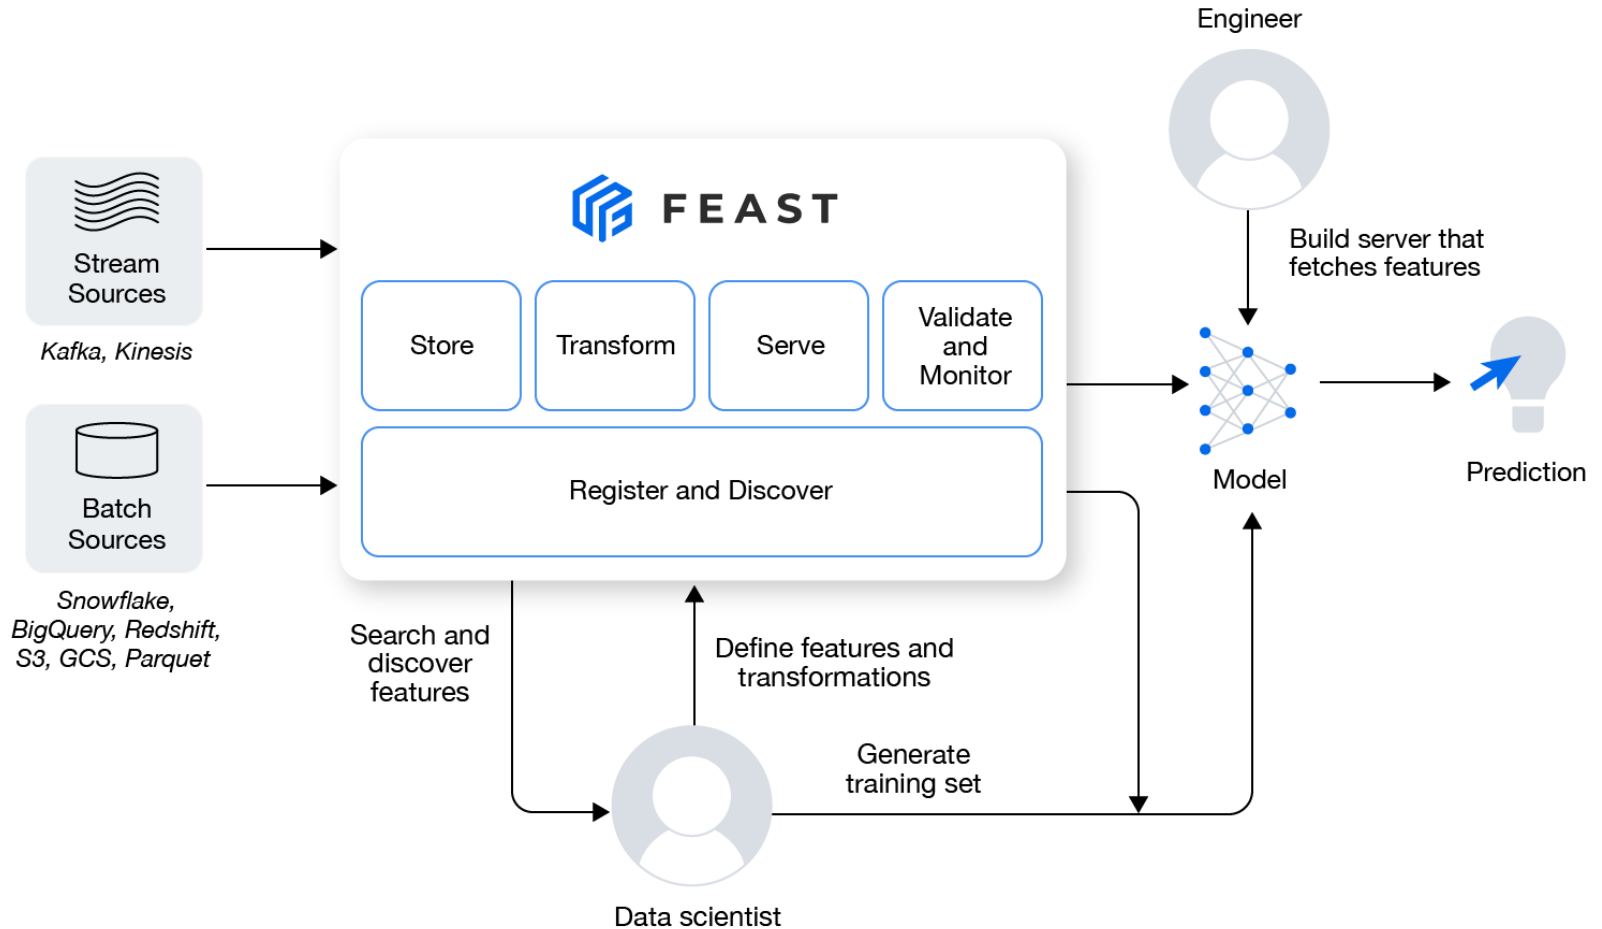 Engineer
FEAST
Stream
Sources
Kafka, Kinesis
Build server that
fetches features
Store
Transform
Serve
Validate
and
Monitor
Batch
Sources
Snowflake,
BigQuery, Redshift,
S3, GCS, Parquet
Register and Discover
Model
Prediction
Search and
discover
features
Define features and
transformations
Generate
training set
Data scientist